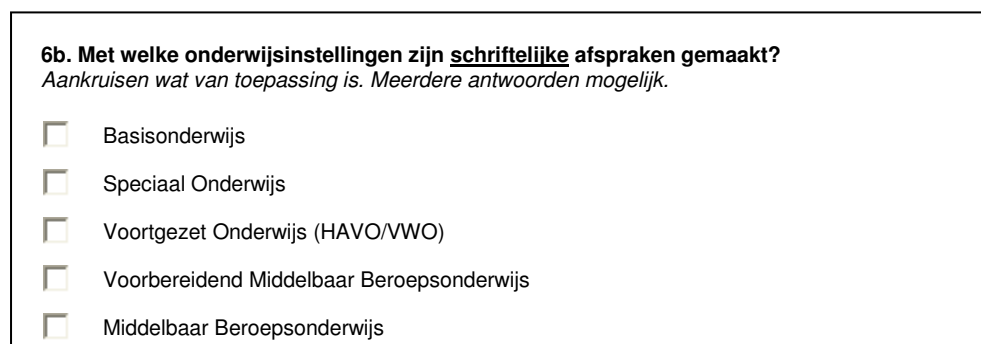 6b. Met welke onderwijsinstellingen zijn schriftelijke afspraken gemaakt?
Aankruisen wat van toepassing is. Meerdere antwoorden mogelijk.
Basisonderwijs
Speciaal Onderwijs
Voortgezet Onderwijs (HAVO/VWO)
Voorbereidend Middelbaar Beroepsonderwijs
Middelbaar Beroepsonderwijs